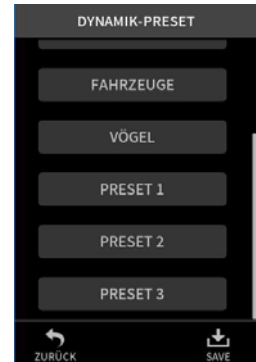 DYNAMIK-PRESET
FAHRZEUGE
VÖGEL
PRESET 1
PRESET 2
PRESET 3
ZURÜCK
SAVE